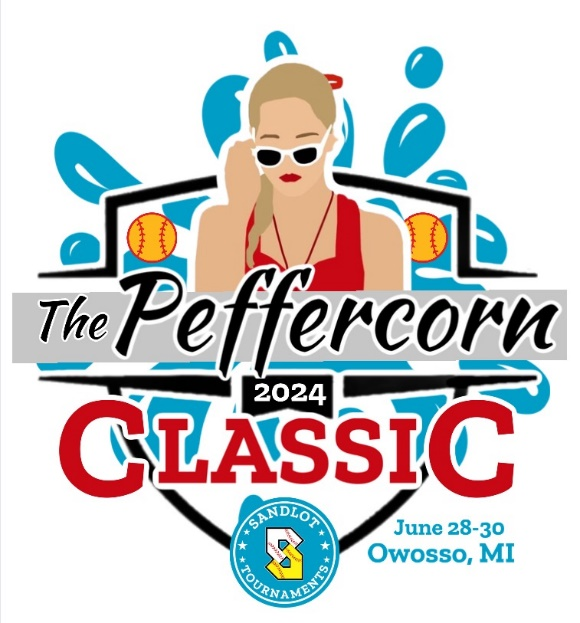 The Peffercorn
2024
CLASSIC
SANDLOT
S
TOURNAMENTS
June 28-30
Owosso, MI